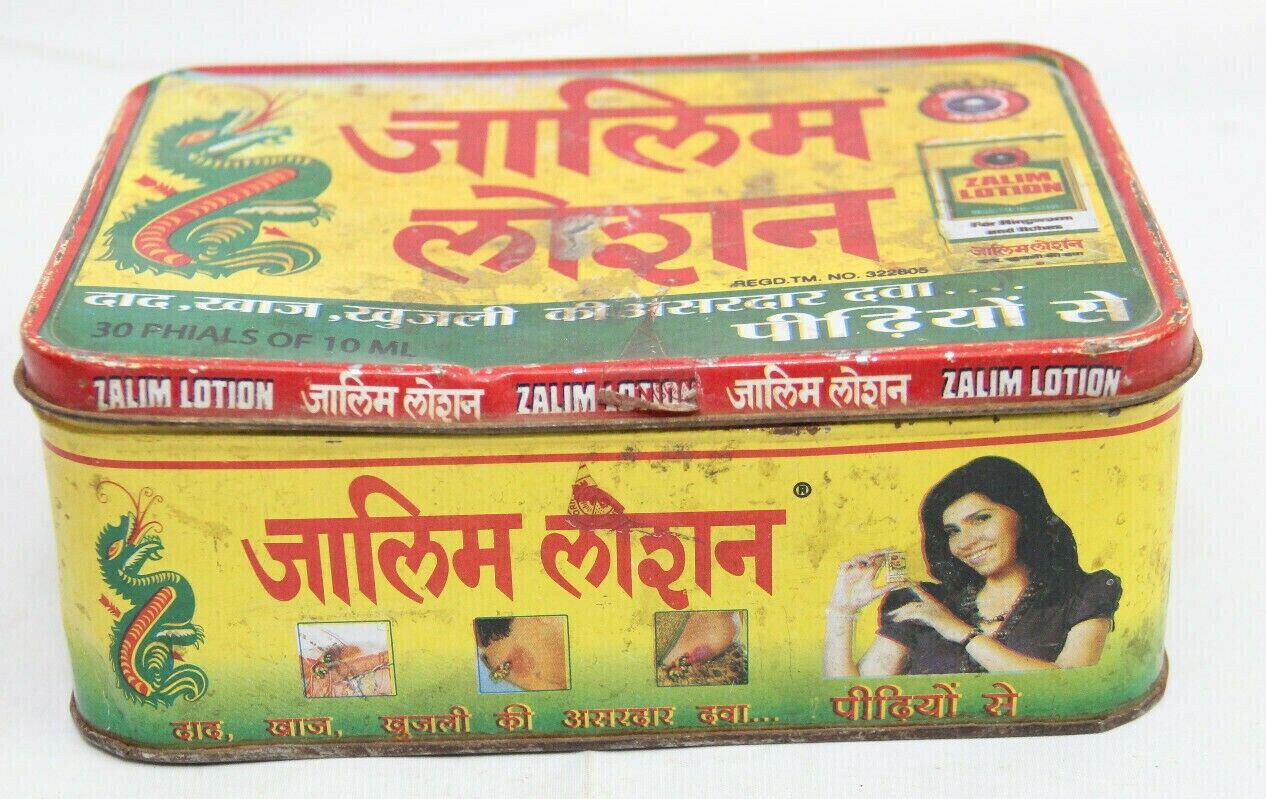 जालिम
लोशन
REGD.TM. NO. 322805
ZALIM
LOTION
For Ringworm
and Itches
जालिमलोशन
दाद,खाज,खुजली की असरदार दवा.....
पीढ़ियों से
30 PHIALS OF 10 ML
ZALIM LOTION जालिम लोशन ZALIM LOTION जालिम लोशन ZALIM LOTION
जालिम लोशन ®
दाद, खाज, खुजली की असरदार दवा... पीढ़ियों से